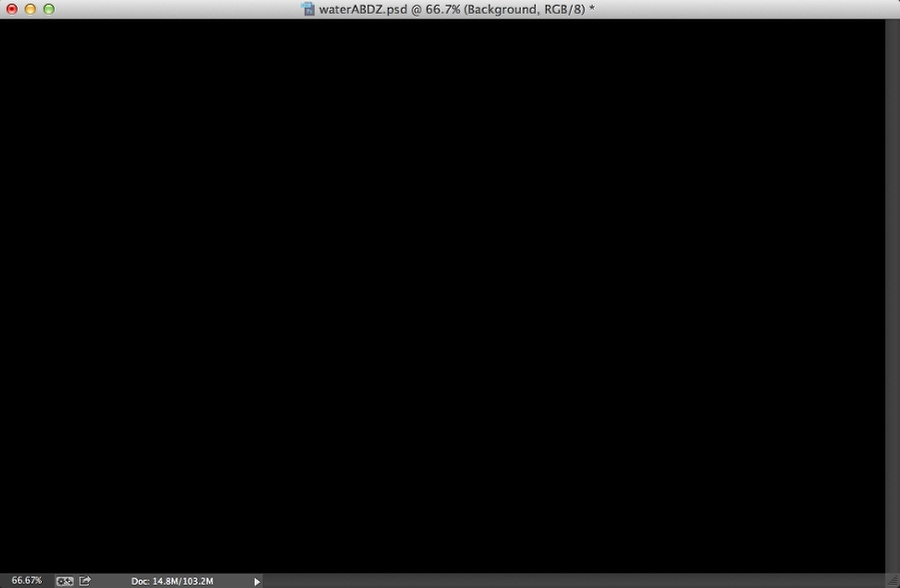 waterABDZ.psd @ 66.7% (Background, RGB/8) *
66.67%
Doc: 14.8M/103.2M